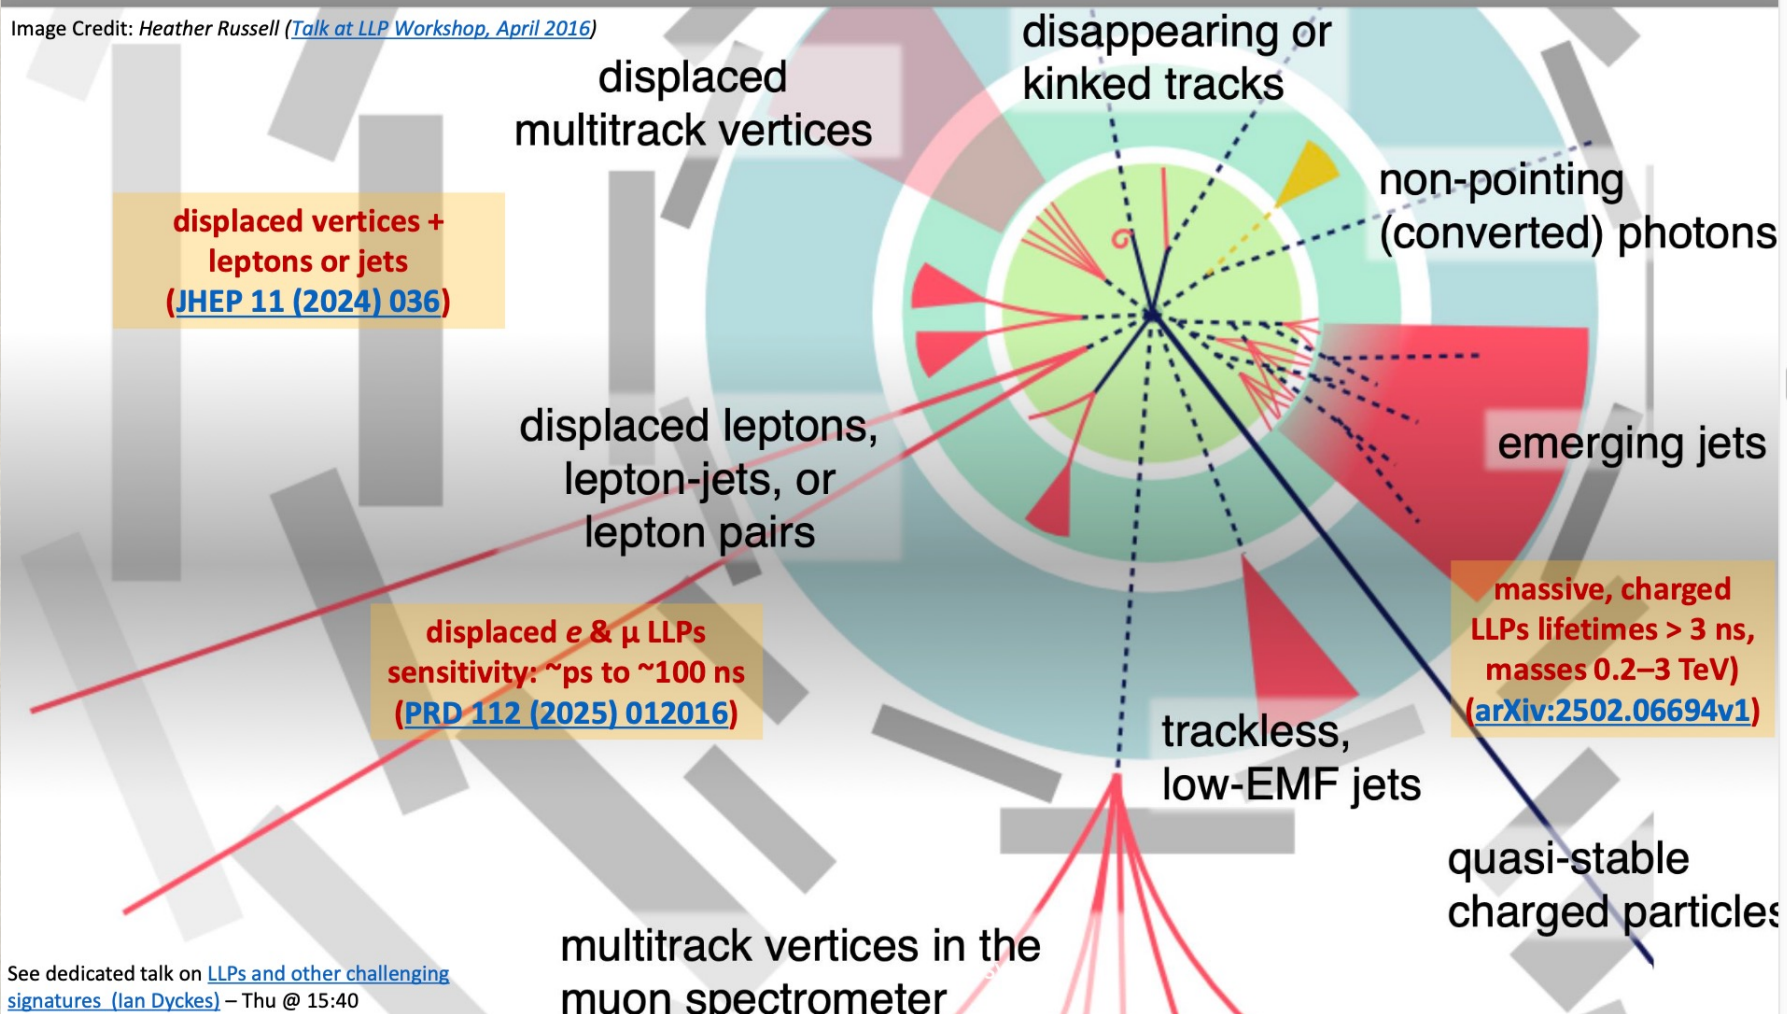 Image Credit: Heather Russell (Talk at LLP Workshop, April 2016)
disappearing or
kinked tracks
displaced
multitrack vertices
non-pointing
(converted) photons
displaced vertices +
leptons or jets
(JHEP 11 (2024) 036)
displaced leptons,
lepton-jets, or
lepton pairs
emerging jets
displaced e & μ LLPs
sensitivity: ~ps to ~100 ns
(PRD 112 (2025) 012016)
massive, charged
LLPs lifetimes > 3 ns,
masses 0.2–3 TeV)
(arXiv:2502.06694v1)
trackless,
low-EMF jets
quasi-stable
charged particles
multitrack vertices in the
muon spectrometer
See dedicated talk on LLPs and other challenging
signatures (Ian Dyckes) – Thu @ 15:40